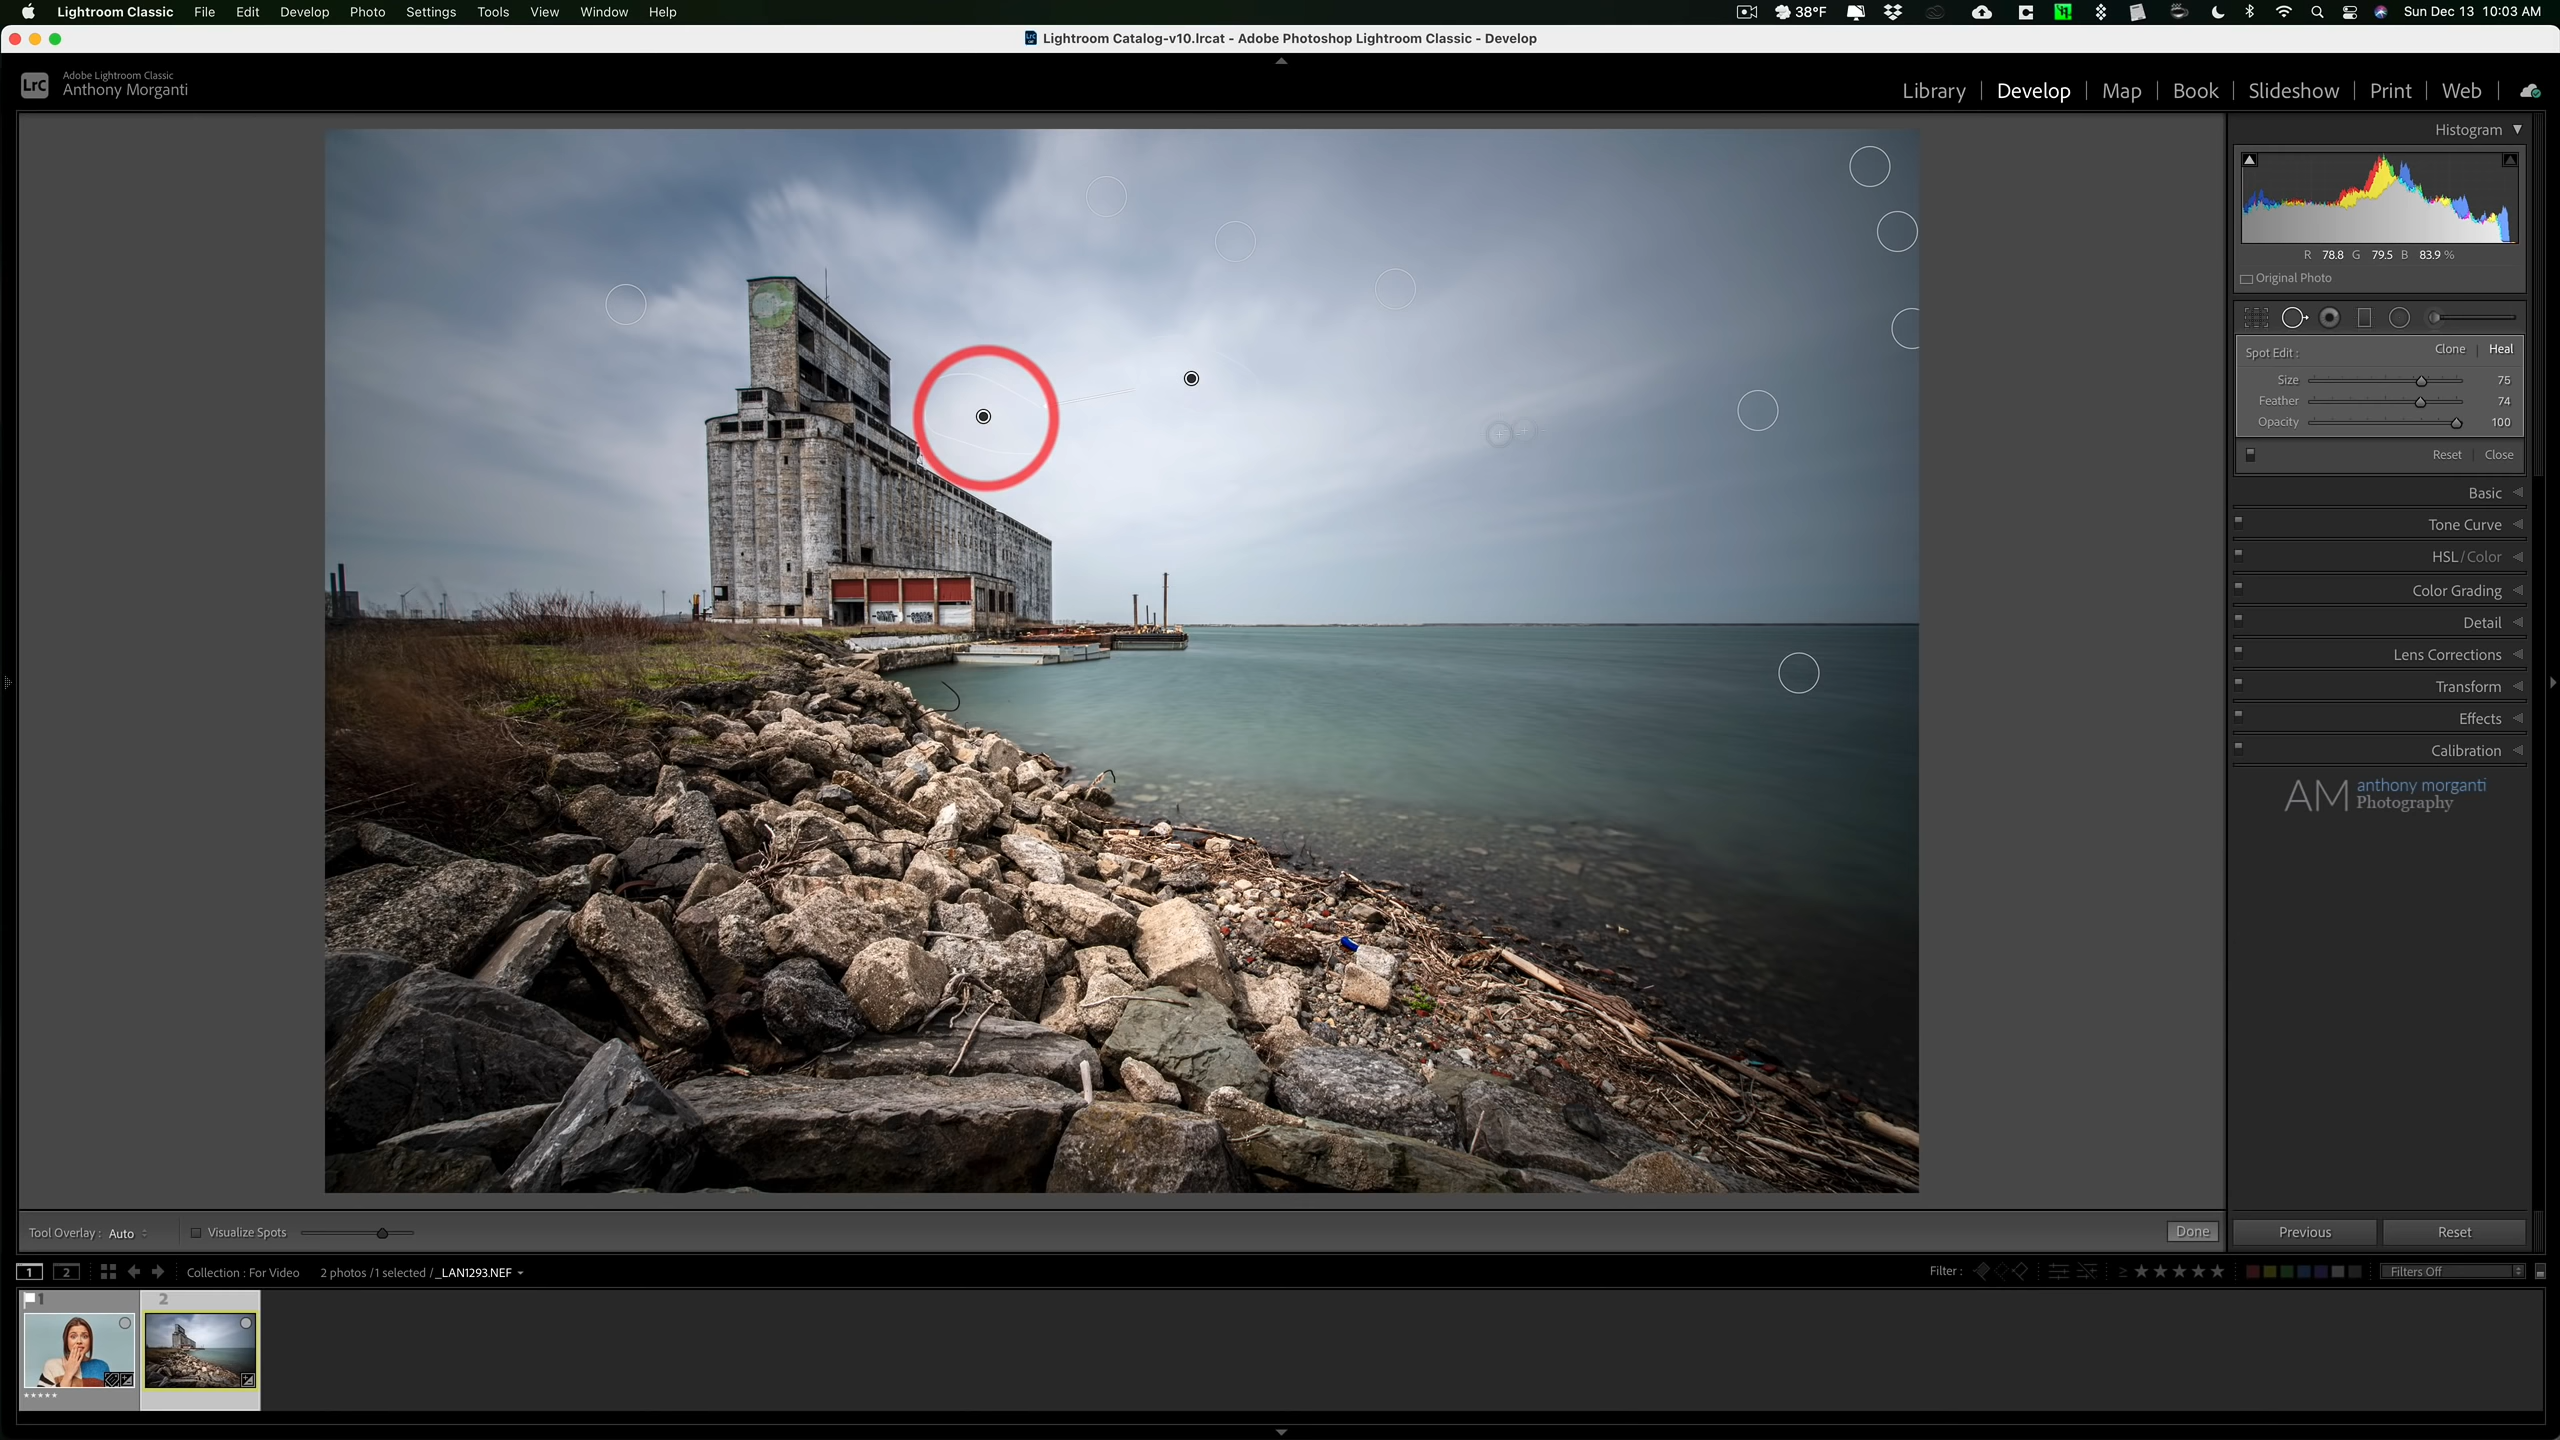 Lightroom Classic File Edit Develop Photo Settings Tools View Window Help 38°F Sun Dec 13 10:03 AM
Lightroom Catalog-v10.lrcat - Adobe Photoshop Lightroom Classic - Develop
LrC
Adobe Lightroom Classic
Anthony Morganti
Library | Develop | Map | Book | Slideshow | Print | Web
Histogram
R 78.8 G 79.5 B 83.9 %
Original Photo
Spot Edit : Clone | Heal
Size 75
Feather 74
Opacity 100
Reset Close
Basic
Tone Curve
HSL / Color
Color Grading
Detail
Lens Corrections
Transform
Effects
Calibration
AM anthony morganti
Photography
Tool Overlay : Auto Visualize Spots Done
Previous Reset
1 2 Collection : For Video 2 photos / 1 selected / _LAN1293.NEF Filter : Filters Off
1 2